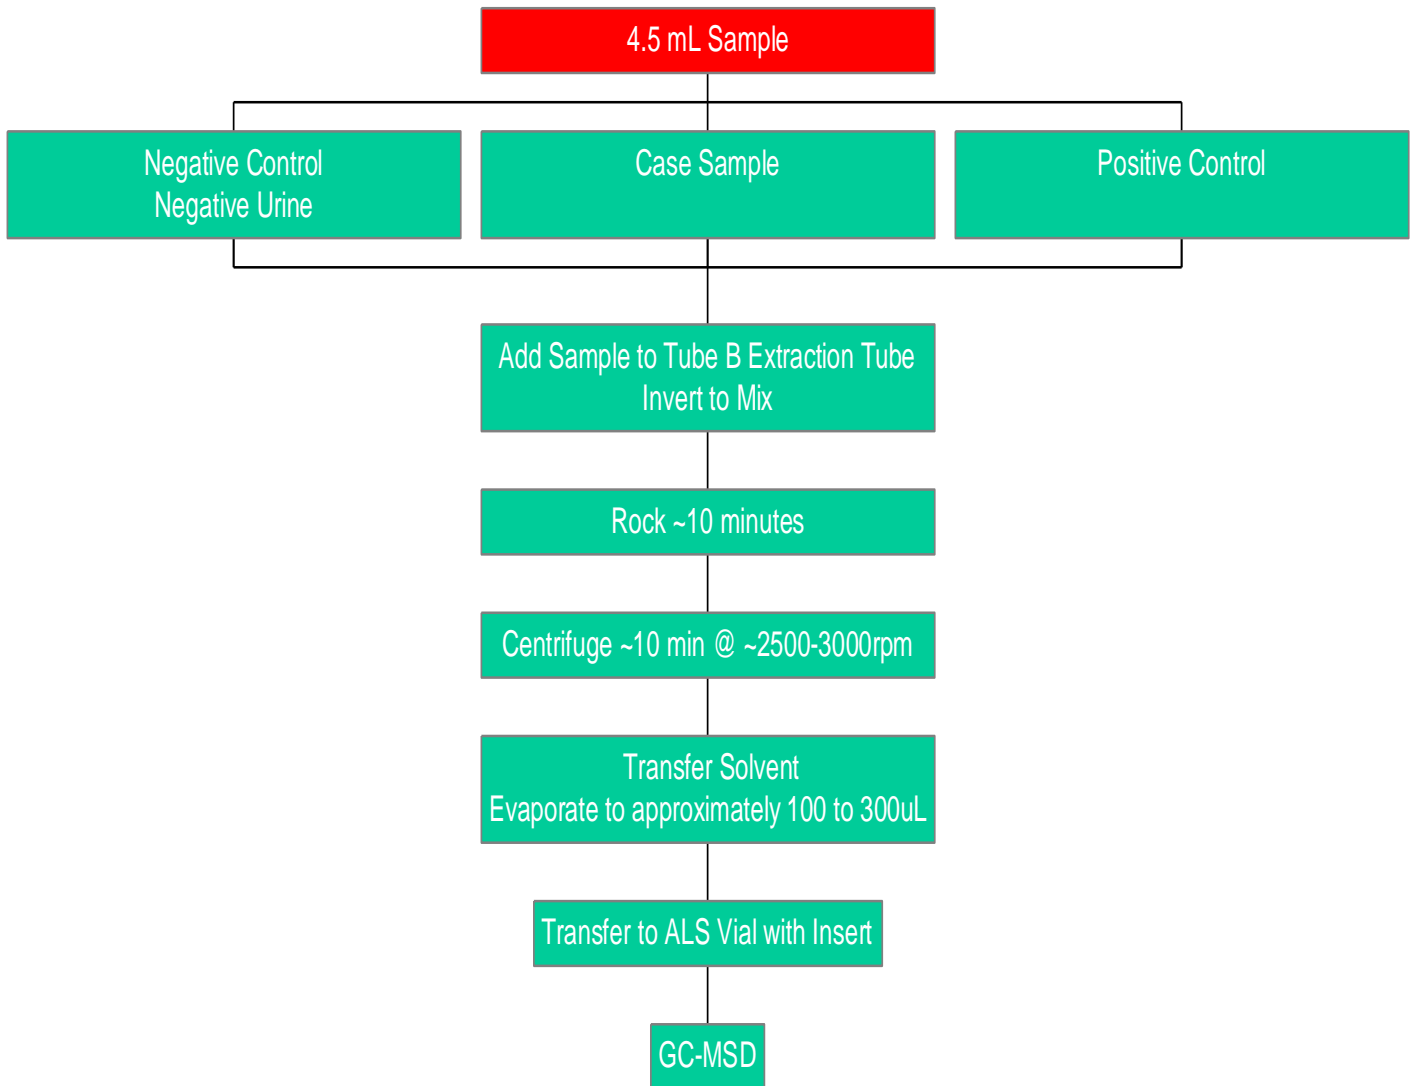 4.5 mL Sample
Negative Control
Negative Urine
Case Sample
Positive Control
Add Sample to Tube B Extraction Tube
Invert to Mix
Rock ~10 minutes
Centrifuge ~10 min @ ~2500-3000rpm
Transfer Solvent
Evaporate to approximately 100 to 300uL
Transfer to ALS Vial with Insert
GC-MSD